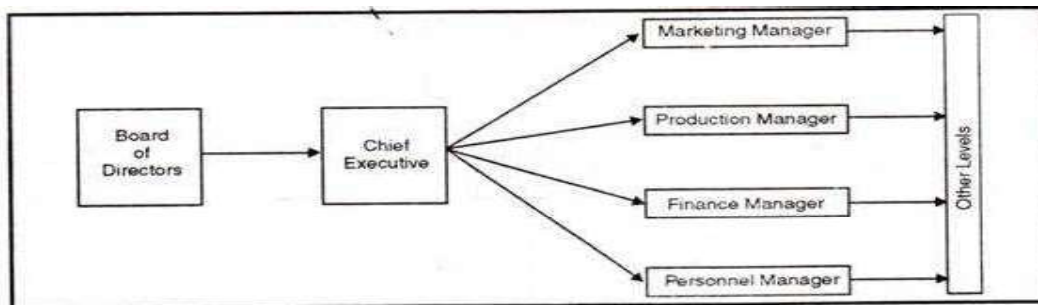 Marketing Manager
Board
of
Directors
Chief
Executive
Production Manager
Finance Manager
Personnel Manager
Other Levels